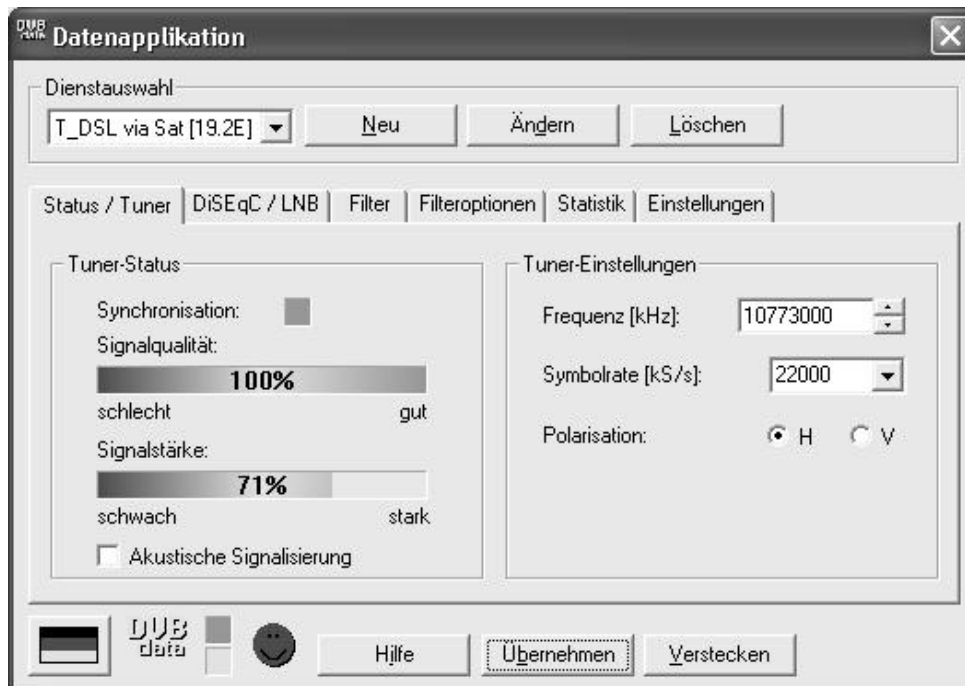 DVB data Datenapplikation
Dienstauswahl
T_DSL via Sat [19.2E] Neu Ändern Löschen
Status / Tuner DiSEqC / LNB Filter Filteroptionen Statistik Einstellungen
Tuner-Status
Synchronisation:
Signalqualität:
100%
schlecht gut
Signalstärke:
71%
schwach stark
Akustische Signalisierung
Tuner-Einstellungen
Frequenz [kHz]: 10773000
Symbolrate [kS/s]: 22000
Polarisation: H V
DVB
data
Hilfe Übernehmen Verstecken